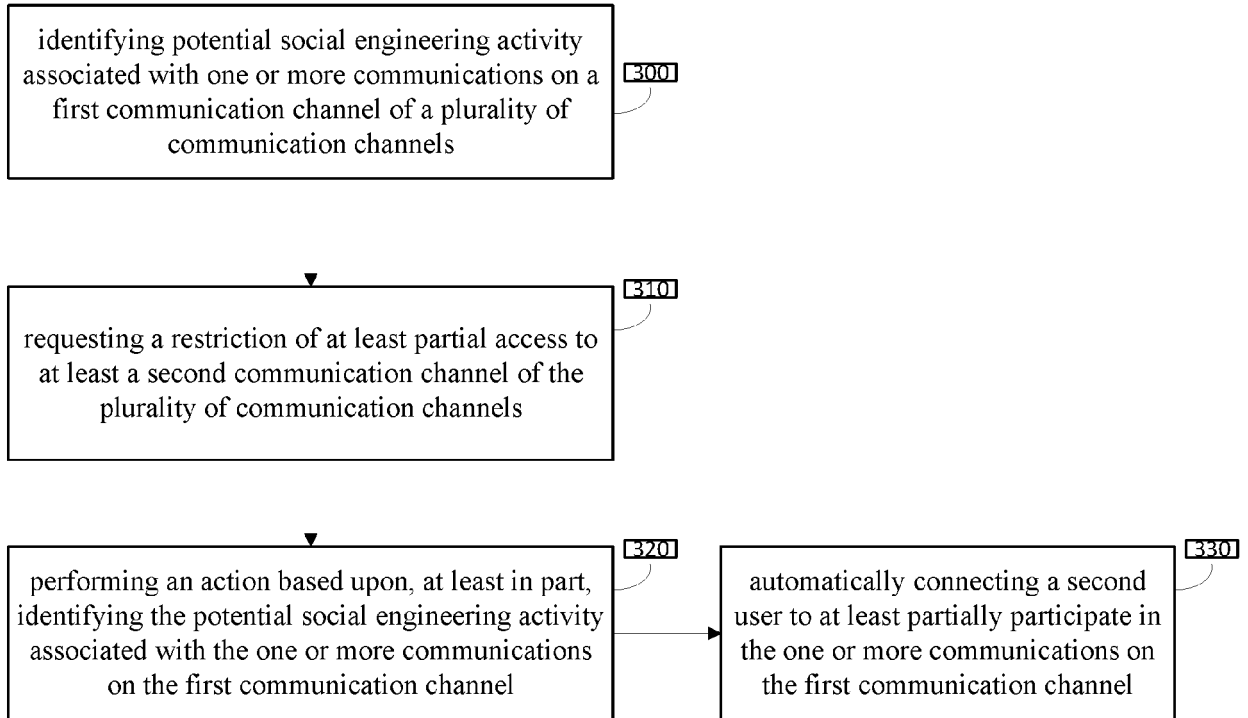 identifying potential social engineering activity
associated with one or more communications on a
first communication channel of a plurality of
communication channels
300
requesting a restriction of at least partial access to
at least a second communication channel of the
plurality of communication channels
310
performing an action based upon, at least in part,
identifying the potential social engineering activity
associated with the one or more communications
on the first communication channel
320
automatically connecting a second
user to at least partially participate in
the one or more communications on
the first communication channel
330